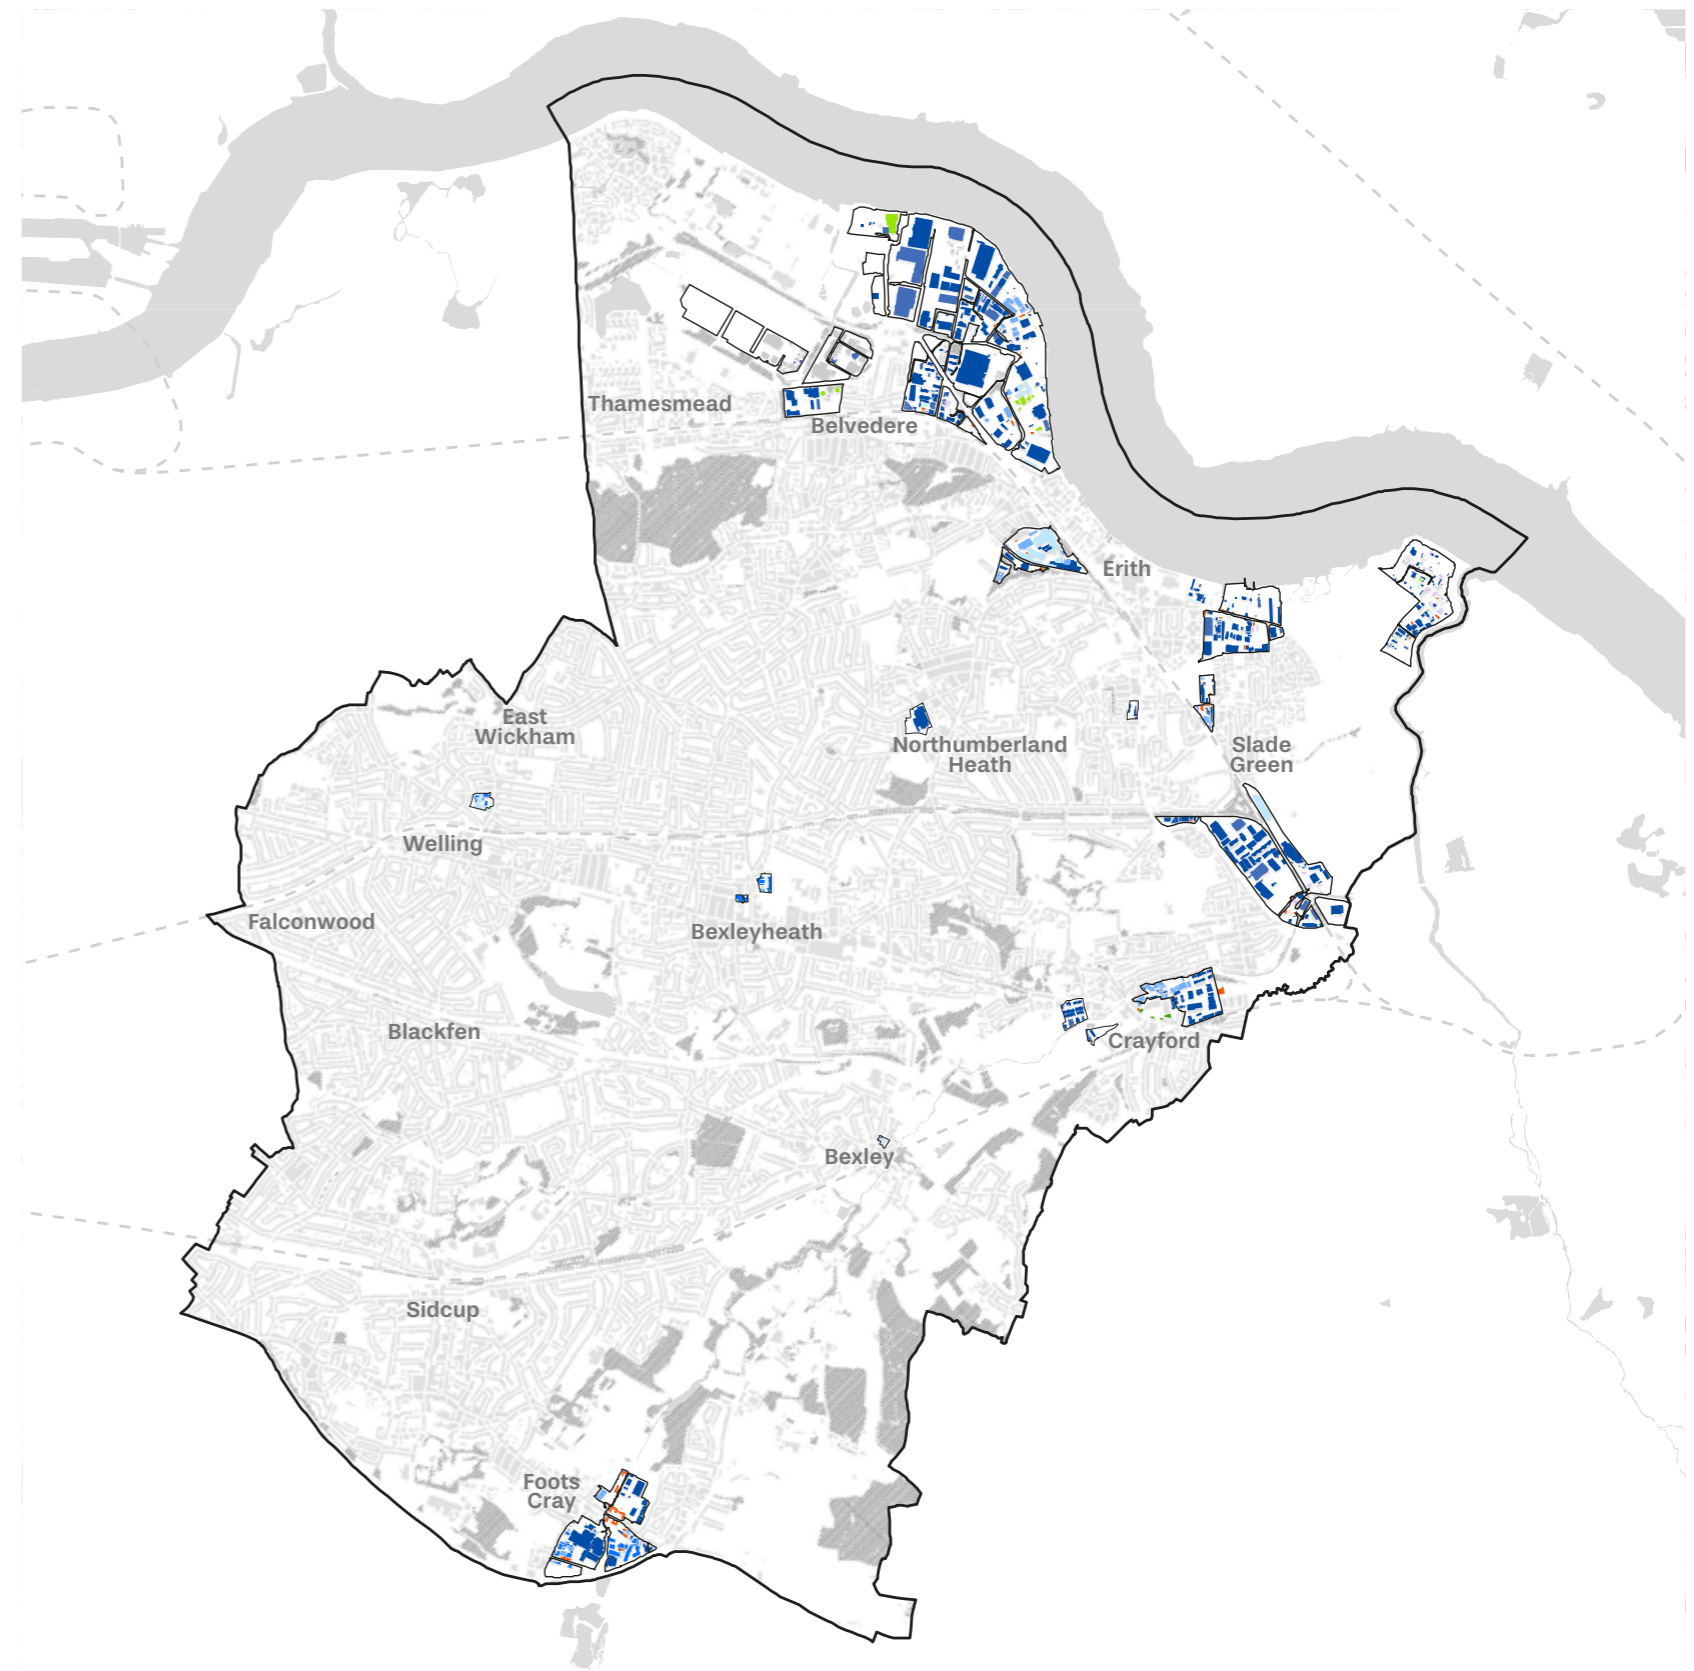 Thamesmead
Belvedere
Erith
East
Wickham
Northumberland
Heath
Slade
Green
Welling
Falconwood
Bexleyheath
Blackfen
Crayford
Bexley
Sidcup
Foots
Cray